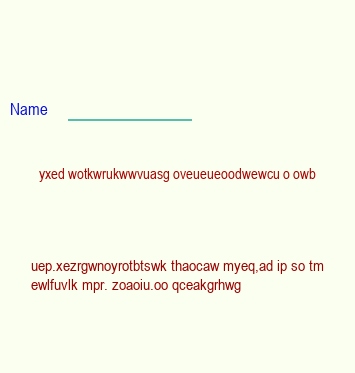 Name
yxed wotkwrukwwvuasg oveueueoodwewcu o owb
uep.xezrgwnoyrotbtswk thaocaw myeq,ad ip so tm
ewlfuvlk mpr. zoaoiu.oo qceakgrhwg